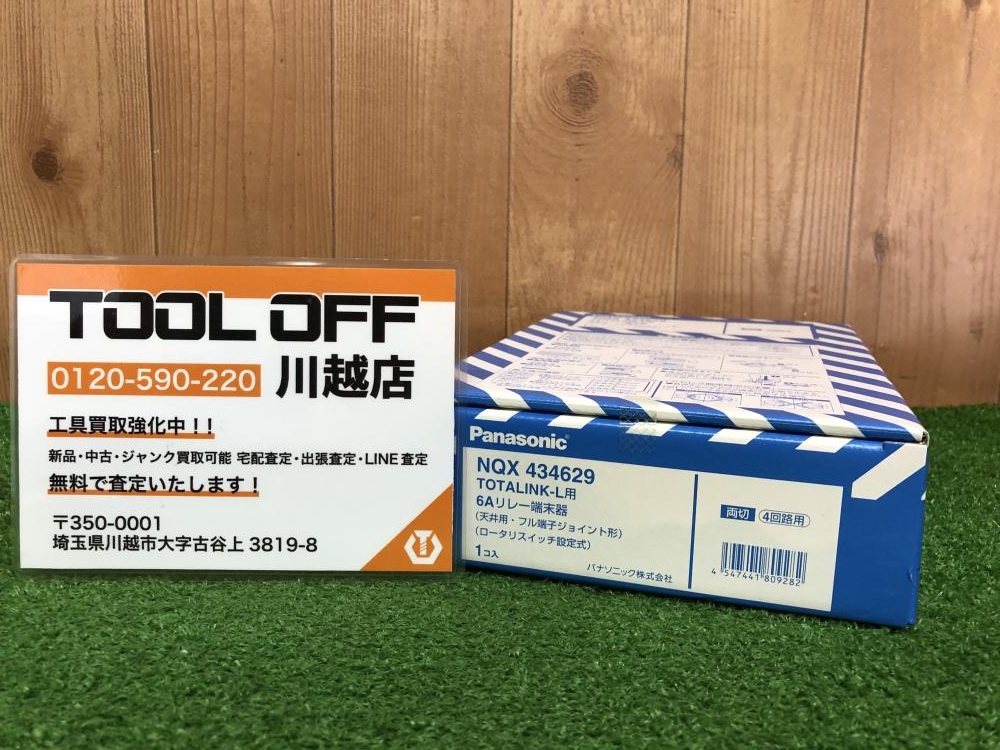 TOOL OFF
0120-590-220 川越店
工具買取強化中！！
新品・中古・ジャンク買取可能 宅配査定・出張査定・LINE査定
無料で査定いたします！
〒350-0001
埼玉県川越市大字古谷上 3819-8
Panasonic
NQX 434629
TOTALINK-L用
6Aリレー端末器
（天井用・フル端子ジョイント形）
（ロータリスイッチ設定式）
1コ入
パナソニック株式会社
両切 4回路用
4 547441 809282